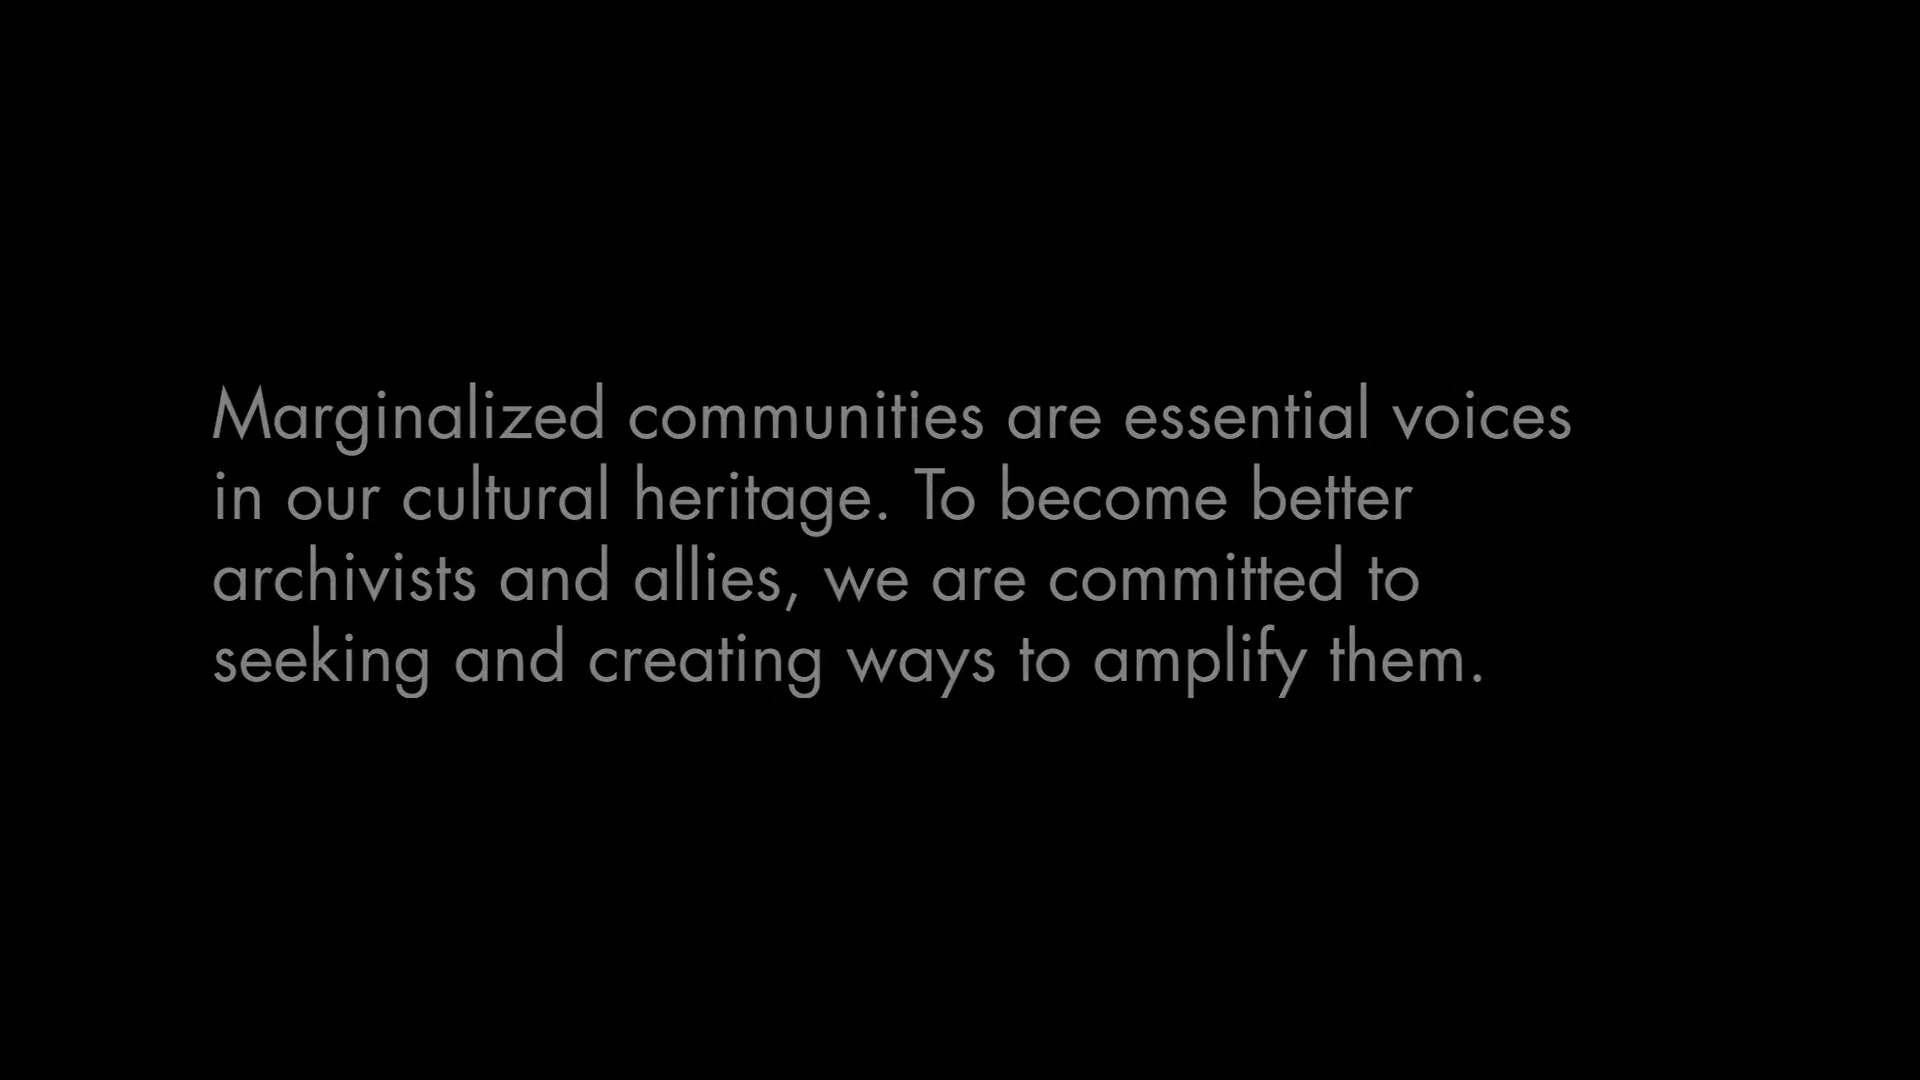 Marginalized communities are essential voices
in our cultural heritage. To become better
archivists and allies, we are committed to
seeking and creating ways to amplify them.